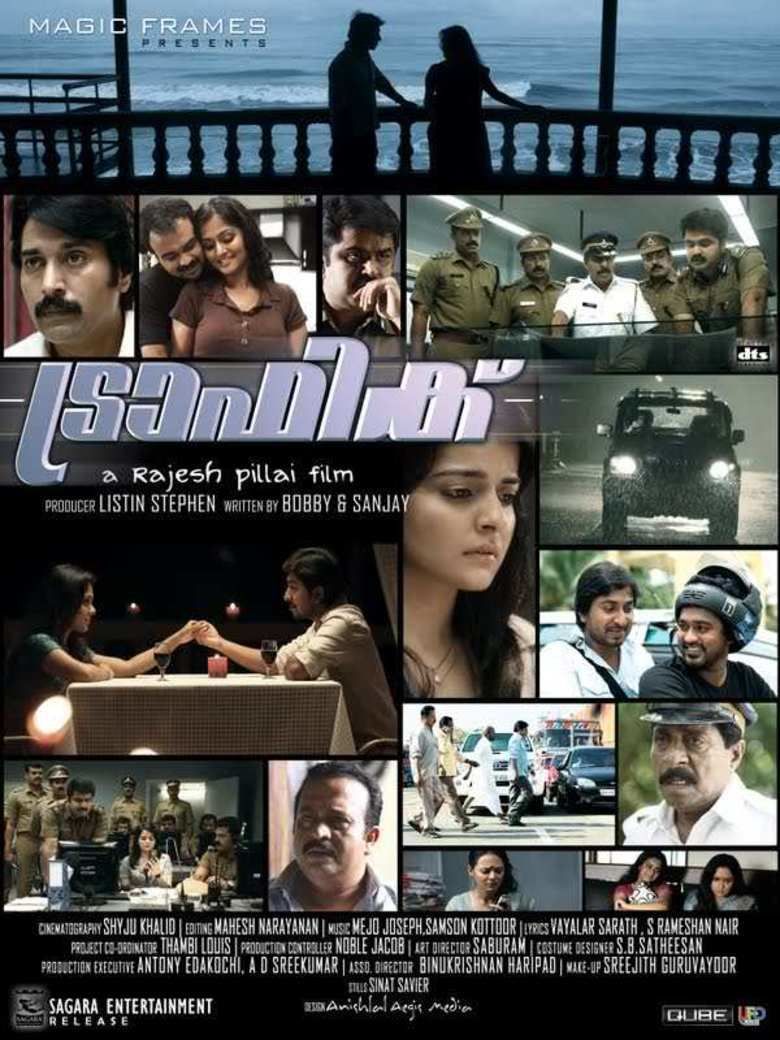 MAGIC FRAMES
PRESENTS
dts
ട്രാഫിക്
a Rajesh pillai film
PRODUCER LISTIN STEPHEN WRITTEN BY BOBBY & SANJAY
CINEMATOGRAPHY SHYJU KHALID | EDITING MAHESH NARAYANAN | MUSIC MEJO JOSEPH, SAMSON KOTTOOR | LYRICS VAYALAR SARATH , S RAMESHAN NAIR
PROJECT CO-ORDINATOR THAMBI LOUIS | PRODUCTION CONTROLLER NOBLE JACOB | ART DIRECTOR SABURAM | COSTUME DESIGNER S.B.SATHEESAN
PRODUCTION EXECUTIVE ANTONY EDAKOCHI, A D SREEKUMAR | ASSO. DIRECTOR BINUKRISHNAN HARIPAD | MAKE-UP SREEJITH GURUVAYOOR
STILLS SINAT SAVIER
DESIGN Anishlal Aegis Media
SAGARA
SAGARA ENTERTAINMENT
RELEASE
QUBE